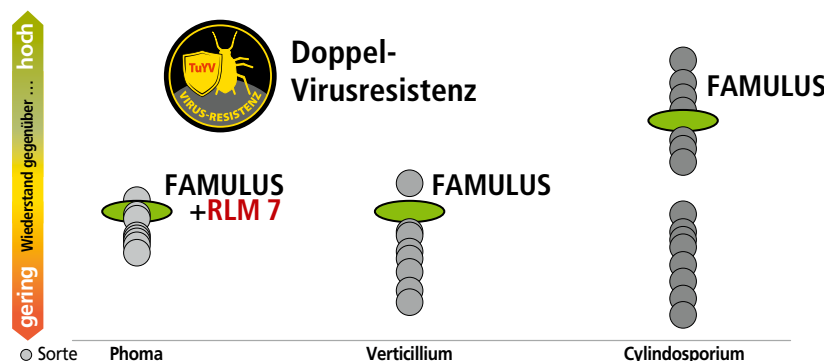 hoch
Wiederstand gegenüber ...
gering
TuYV
VIRUS-RESISTENZ
Doppel-
Virusresistenz
FAMULUS
+RLM 7
FAMULUS
FAMULUS
Sorte
Phoma
Verticillium
Cylindosporium